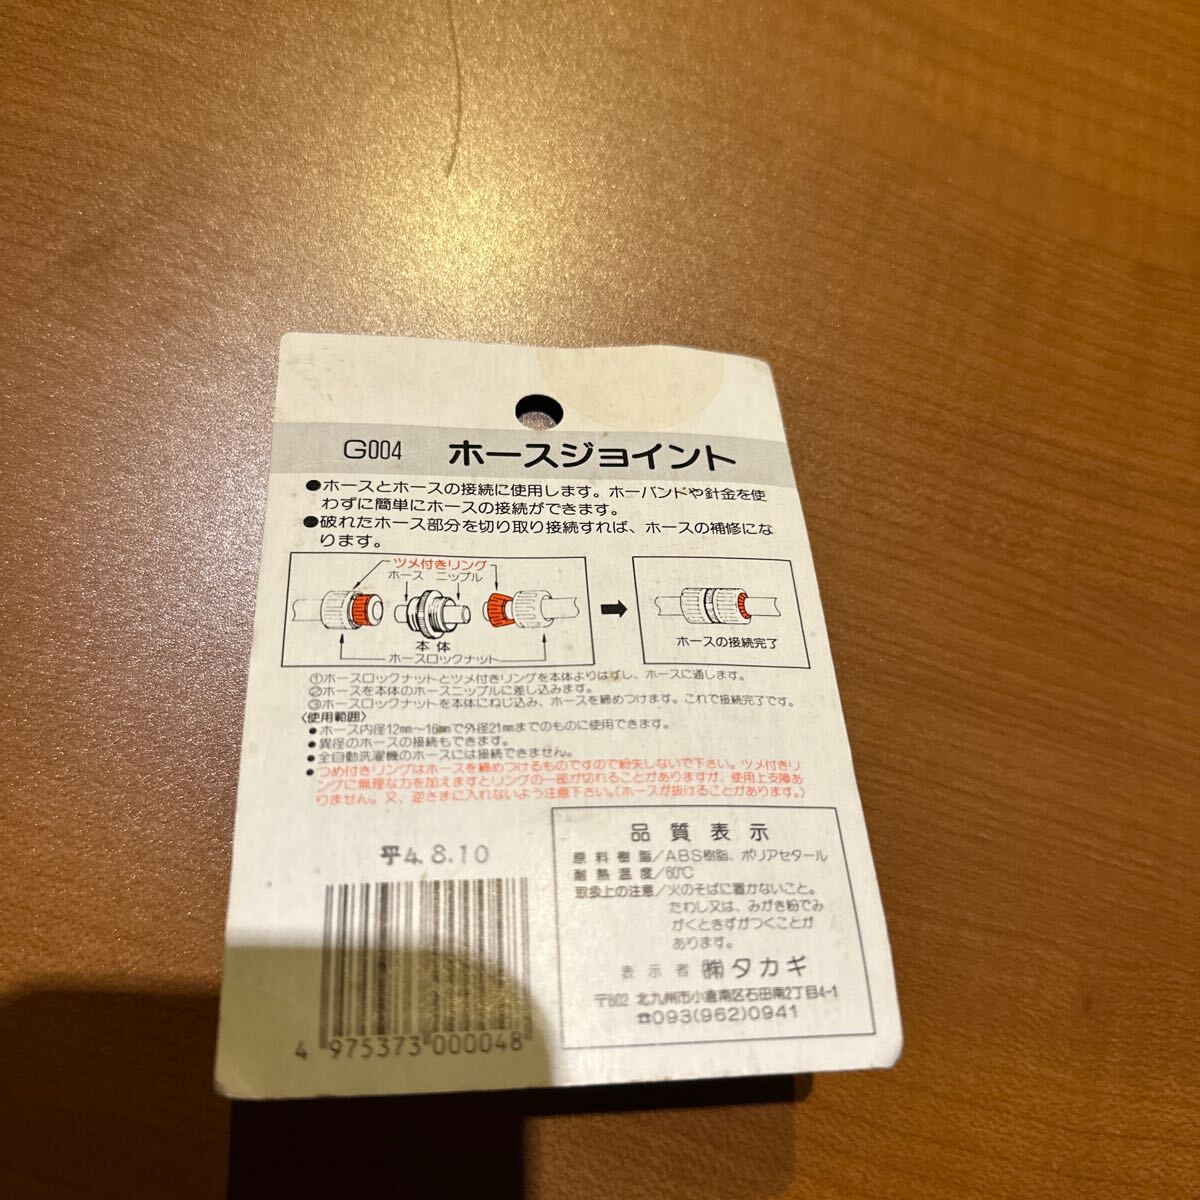 G004 ホースジョイント
●ホースとホースの接続に使用します。ホーバンドや針金を使
わずに簡単にホースの接続ができます。
●破れたホース部分を切り取り接続すれば、ホースの補修にな
ります。
ツメ付きリング
ホース ニップル
本体
ホースロックナット
ホースの接続完了
①ホースロックナットとツメ付きリングを本体よりはずし、ホースに通します。
②ホースを本体のホースニップルに差し込みます。
③ホースロックナットを本体にねじ込み、ホースを締めつけます。これで接続完了です。
〈使用範囲〉
●ホース内径12mm〜16mmで外径21mmまでのものに使用できます。
●異径のホースの接続もできます。
●全自動洗濯機のホースには接続できません。
●つめ付きリングはホースを締めつけるものですので紛失しないで下さい。ツメ付きリ
ングに無理な力を加えますとリングの一部が切れることがありますが、使用上支障あ
りません。又、逆さまに入れないよう注意下さい。(ホースが抜けることがあります。)
平4.8.10
4 975373 000048
品質表示
原料樹脂/ABS樹脂、ポリアセタール
耐熱温度/60℃
取扱上の注意/火のそばに置かないこと。
たわし又は、みがき粉でみ
がくときずがつくことが
あります。
表示者 ㈱タカギ
〒802 北九州市小倉南区石田南2丁目4-1
☎093(962)0941